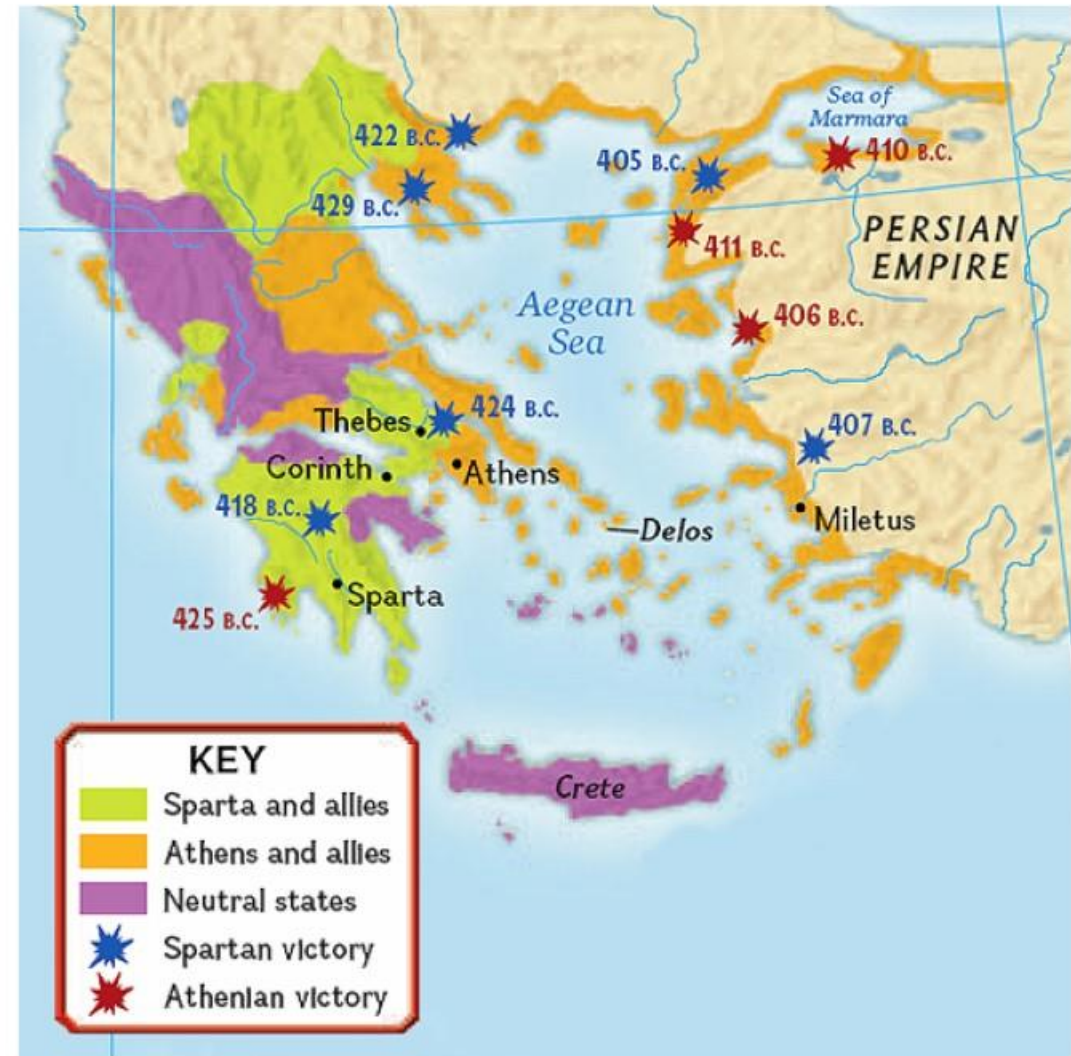 Sea of
Marmara
422 B.C.
405 B.C.
410 B.C.
429 B.C.
411 B.C.
PERSIAN
EMPIRE
Aegean
Sea
406 B.C.
424 B.C.
Thebes
407 B.C.
Corinth
Athens
418 B.C.
Miletus
Delos
Sparta
425 B.C.
Crete
KEY
Sparta and allies
Athens and allies
Neutral states
Spartan victory
Athenian victory